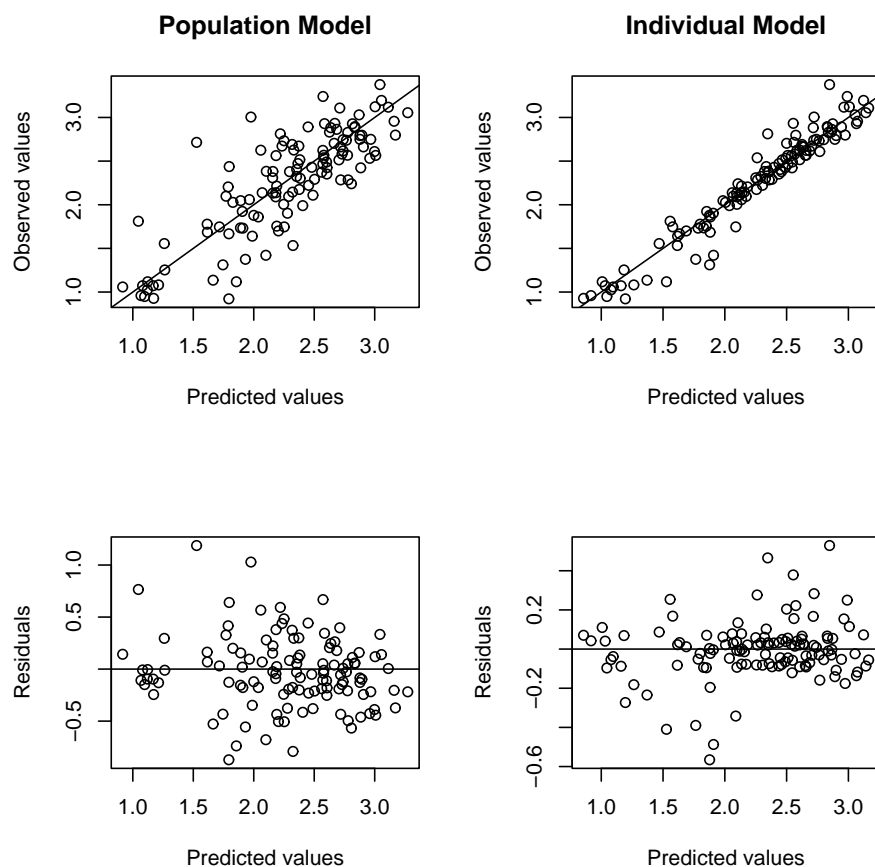 Population Model
Individual Model
Observed values
3.0
2.0
1.0
1.0 1.5 2.0 2.5 3.0
Predicted values
Observed values
3.0
2.0
1.0
1.0 1.5 2.0 2.5 3.0
Predicted values
Residuals
1.0
0.5
−0.5
1.0 1.5 2.0 2.5 3.0
Predicted values
Residuals
0.2
−0.2
−0.6
1.0 1.5 2.0 2.5 3.0
Predicted values